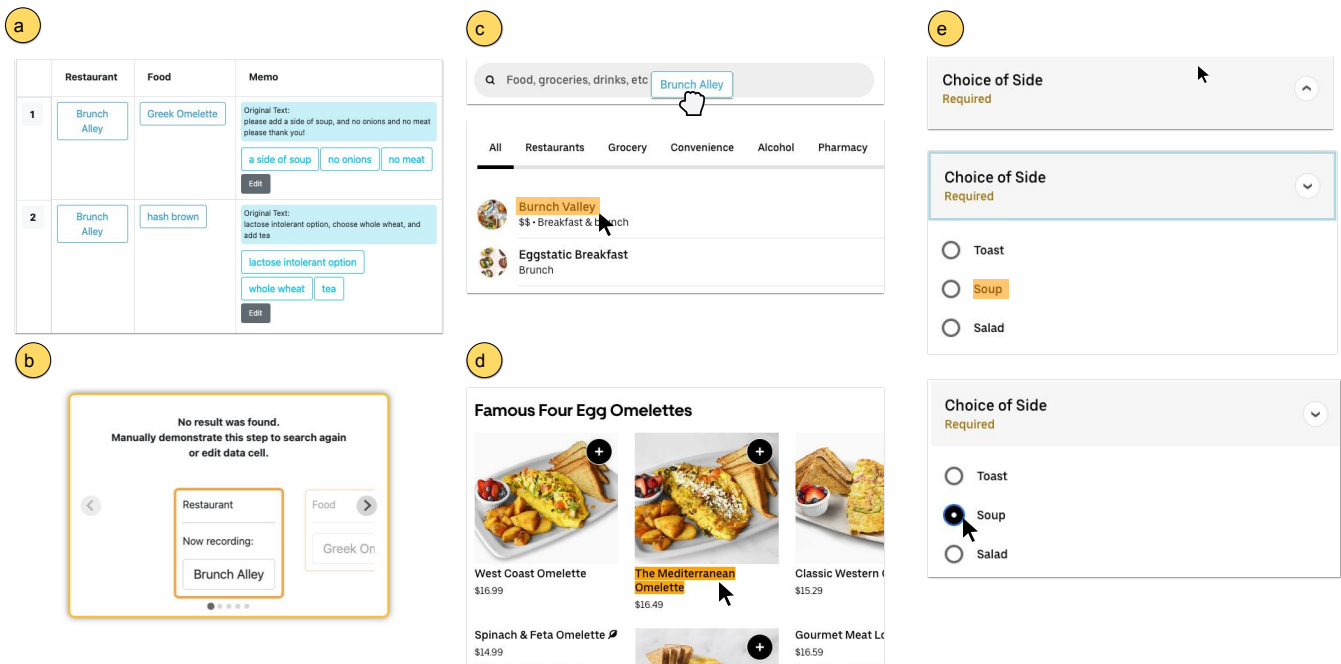 a
Restaurant Food Memo
1
Brunch
Alley
Greek Omelette
Original Text:
please add a side of soup, and no onions and no meat
please thank you!
a side of soup no onions no meat
Edit
2
Brunch
Alley
hash brown
Original Text:
lactose intolerant option, choose whole wheat, and
add tea
lactose intolerant option
whole wheat tea
Edit
b
No result was found.
Manually demonstrate this step to search again
or edit data cell.
Restaurant
Now recording:
Brunch Alley
Food
Greek On
c
Food, groceries, drinks, etc Brunch Alley
All Restaurants Grocery Convenience Alcohol Pharmacy
Burnch Valley
$$ • Breakfast & brunch
Eggstatic Breakfast
Brunch
d
Famous Four Egg Omelettes
West Coast Omelette
$16.99
The Mediterranean
Omelette
$16.49
Classic Western
$15.29
Spinach & Feta Omelette
$14.99
Gourmet Meat Lo
$16.59
e
Choice of Side
Required
Choice of Side
Required
Toast
Soup
Salad
Choice of Side
Required
Toast
Soup
Salad